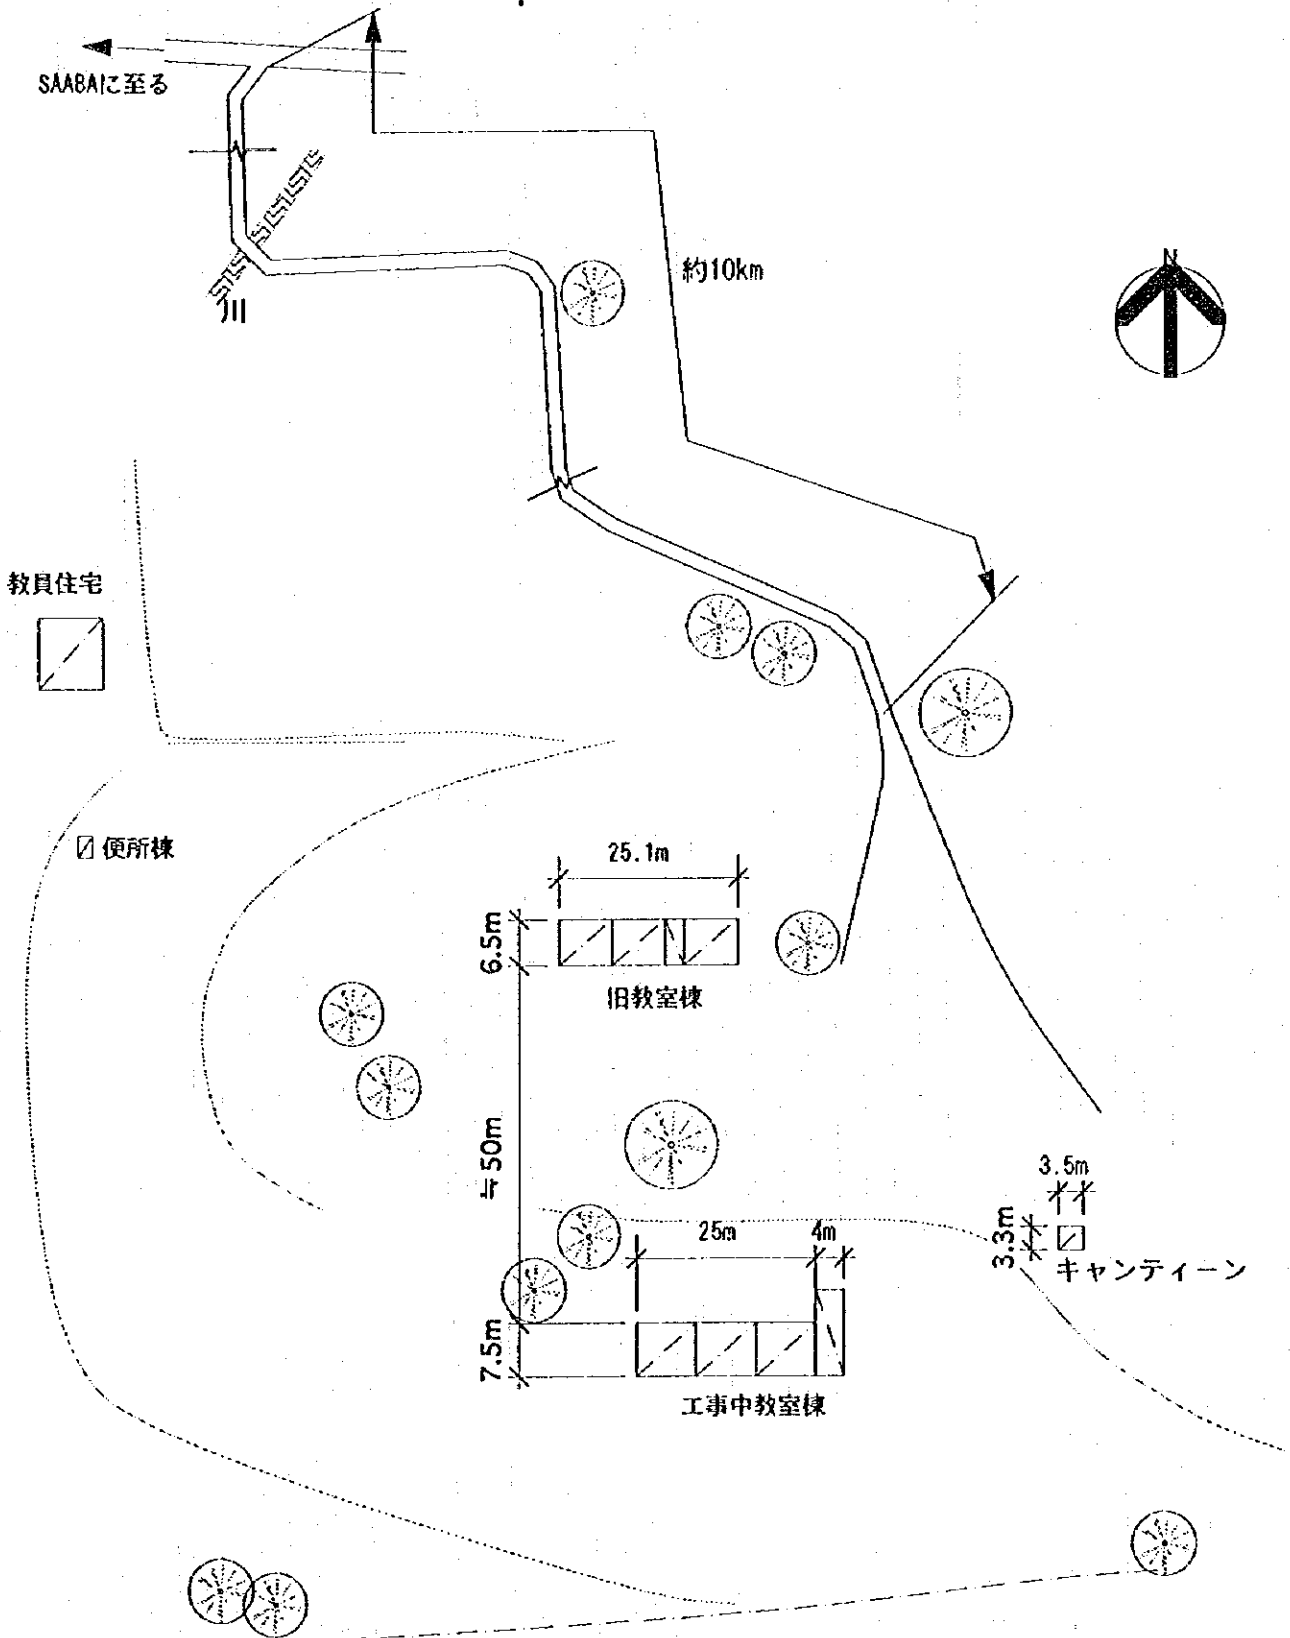 SAABAに至る
川
約10km
N
教員住宅
便所棟
25.1m
6.5m
旧教室棟
≒50m
3.5m
3.3m
キャンティーン
25m
4m
7.5m
工事中教室棟